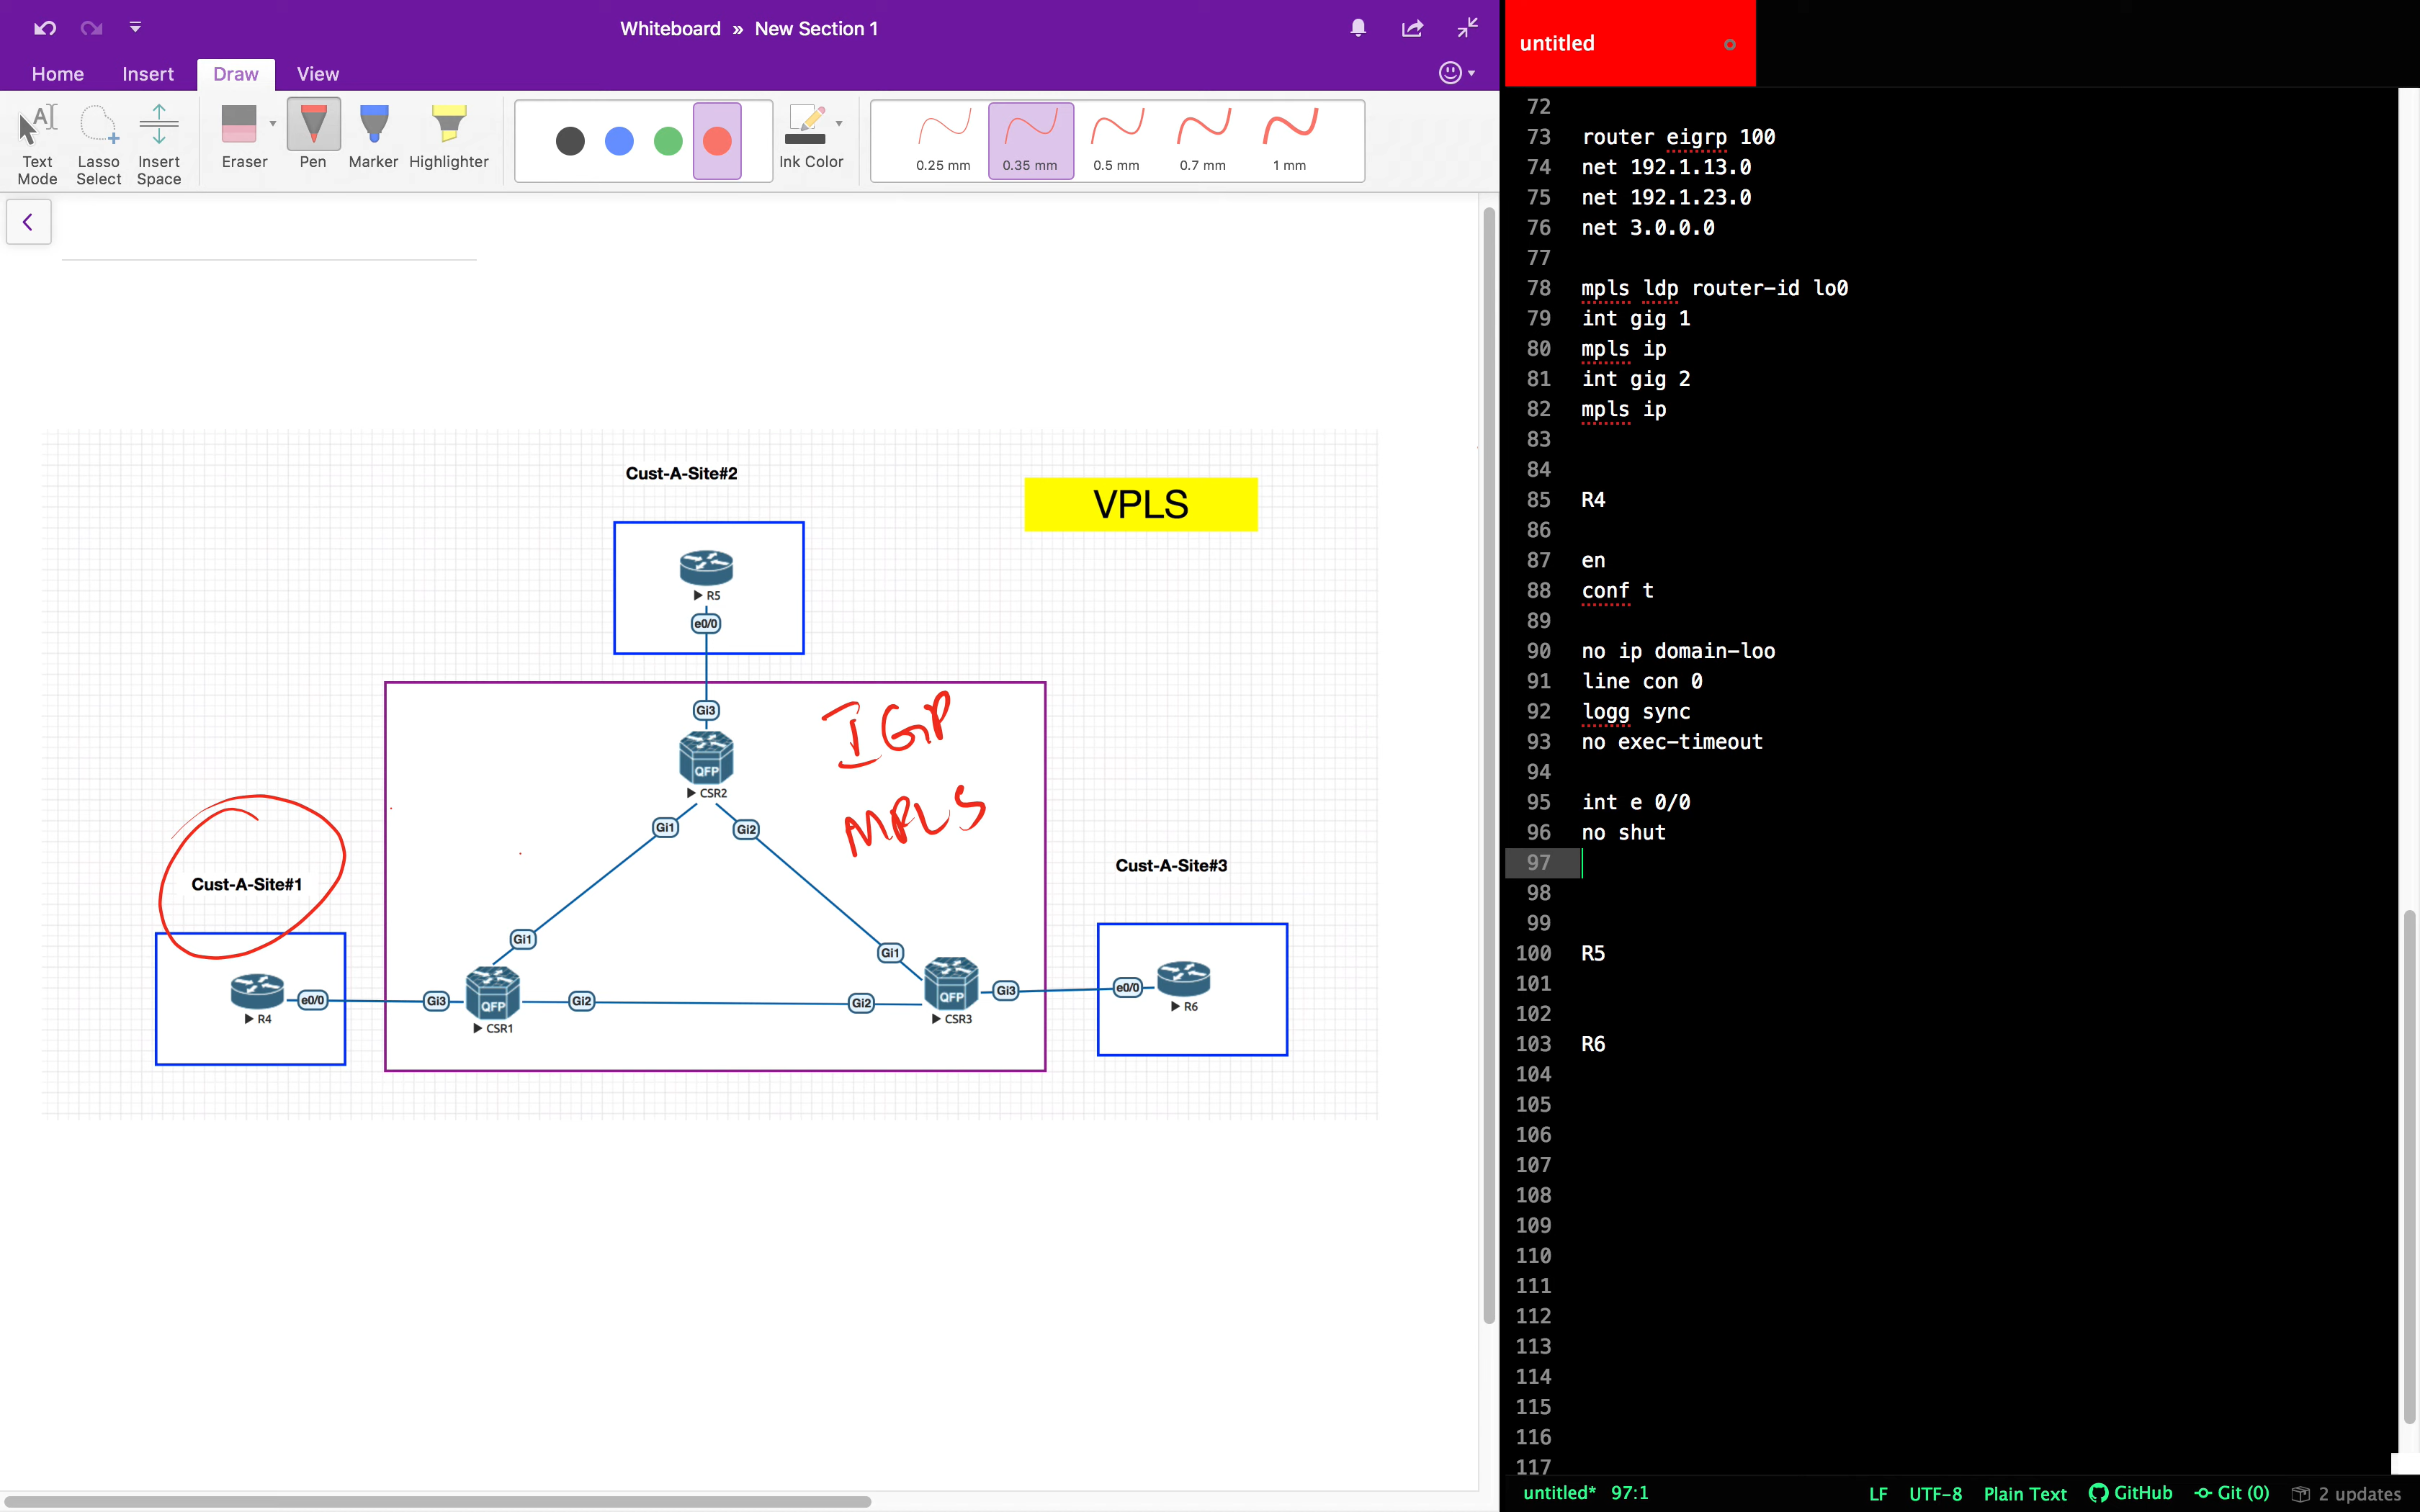 Whiteboard » New Section 1
Home Insert Draw View
Text Mode
Lasso Select
Insert Space
Eraser
Pen
Marker
Highlighter
Ink Color
0.25 mm
0.35 mm
0.5 mm
0.7 mm
1 mm
Cust-A-Site#2
VPLS
R5
e0/0
Gi3
IGP
QFP
CSR2
MPLS
Gi1
Gi2
Cust-A-Site#3
Cust-A-Site#1
Gi1
Gi1
R4
e0/0
Gi3
QFP
CSR1
Gi2
Gi2
QFP
CSR3
Gi3
e0/0
R6
untitled
72
73 router eigrp 100
74 net 192.1.13.0
75 net 192.1.23.0
76 net 3.0.0.0
77
78 mpls ldp router-id lo0
79 int gig 1
80 mpls ip
81 int gig 2
82 mpls ip
83
84
85 R4
86
87 en
88 conf t
89
90 no ip domain-loo
91 line con 0
92 logg sync
93 no exec-timeout
94
95 int e 0/0
96 no shut
97
98
99
100 R5
101
102
103 R6
104
105
106
107
108
109
110
111
112
113
114
115
116
117
untitled* 97:1 LF UTF-8 Plain Text GitHub Git (0) 2 updates